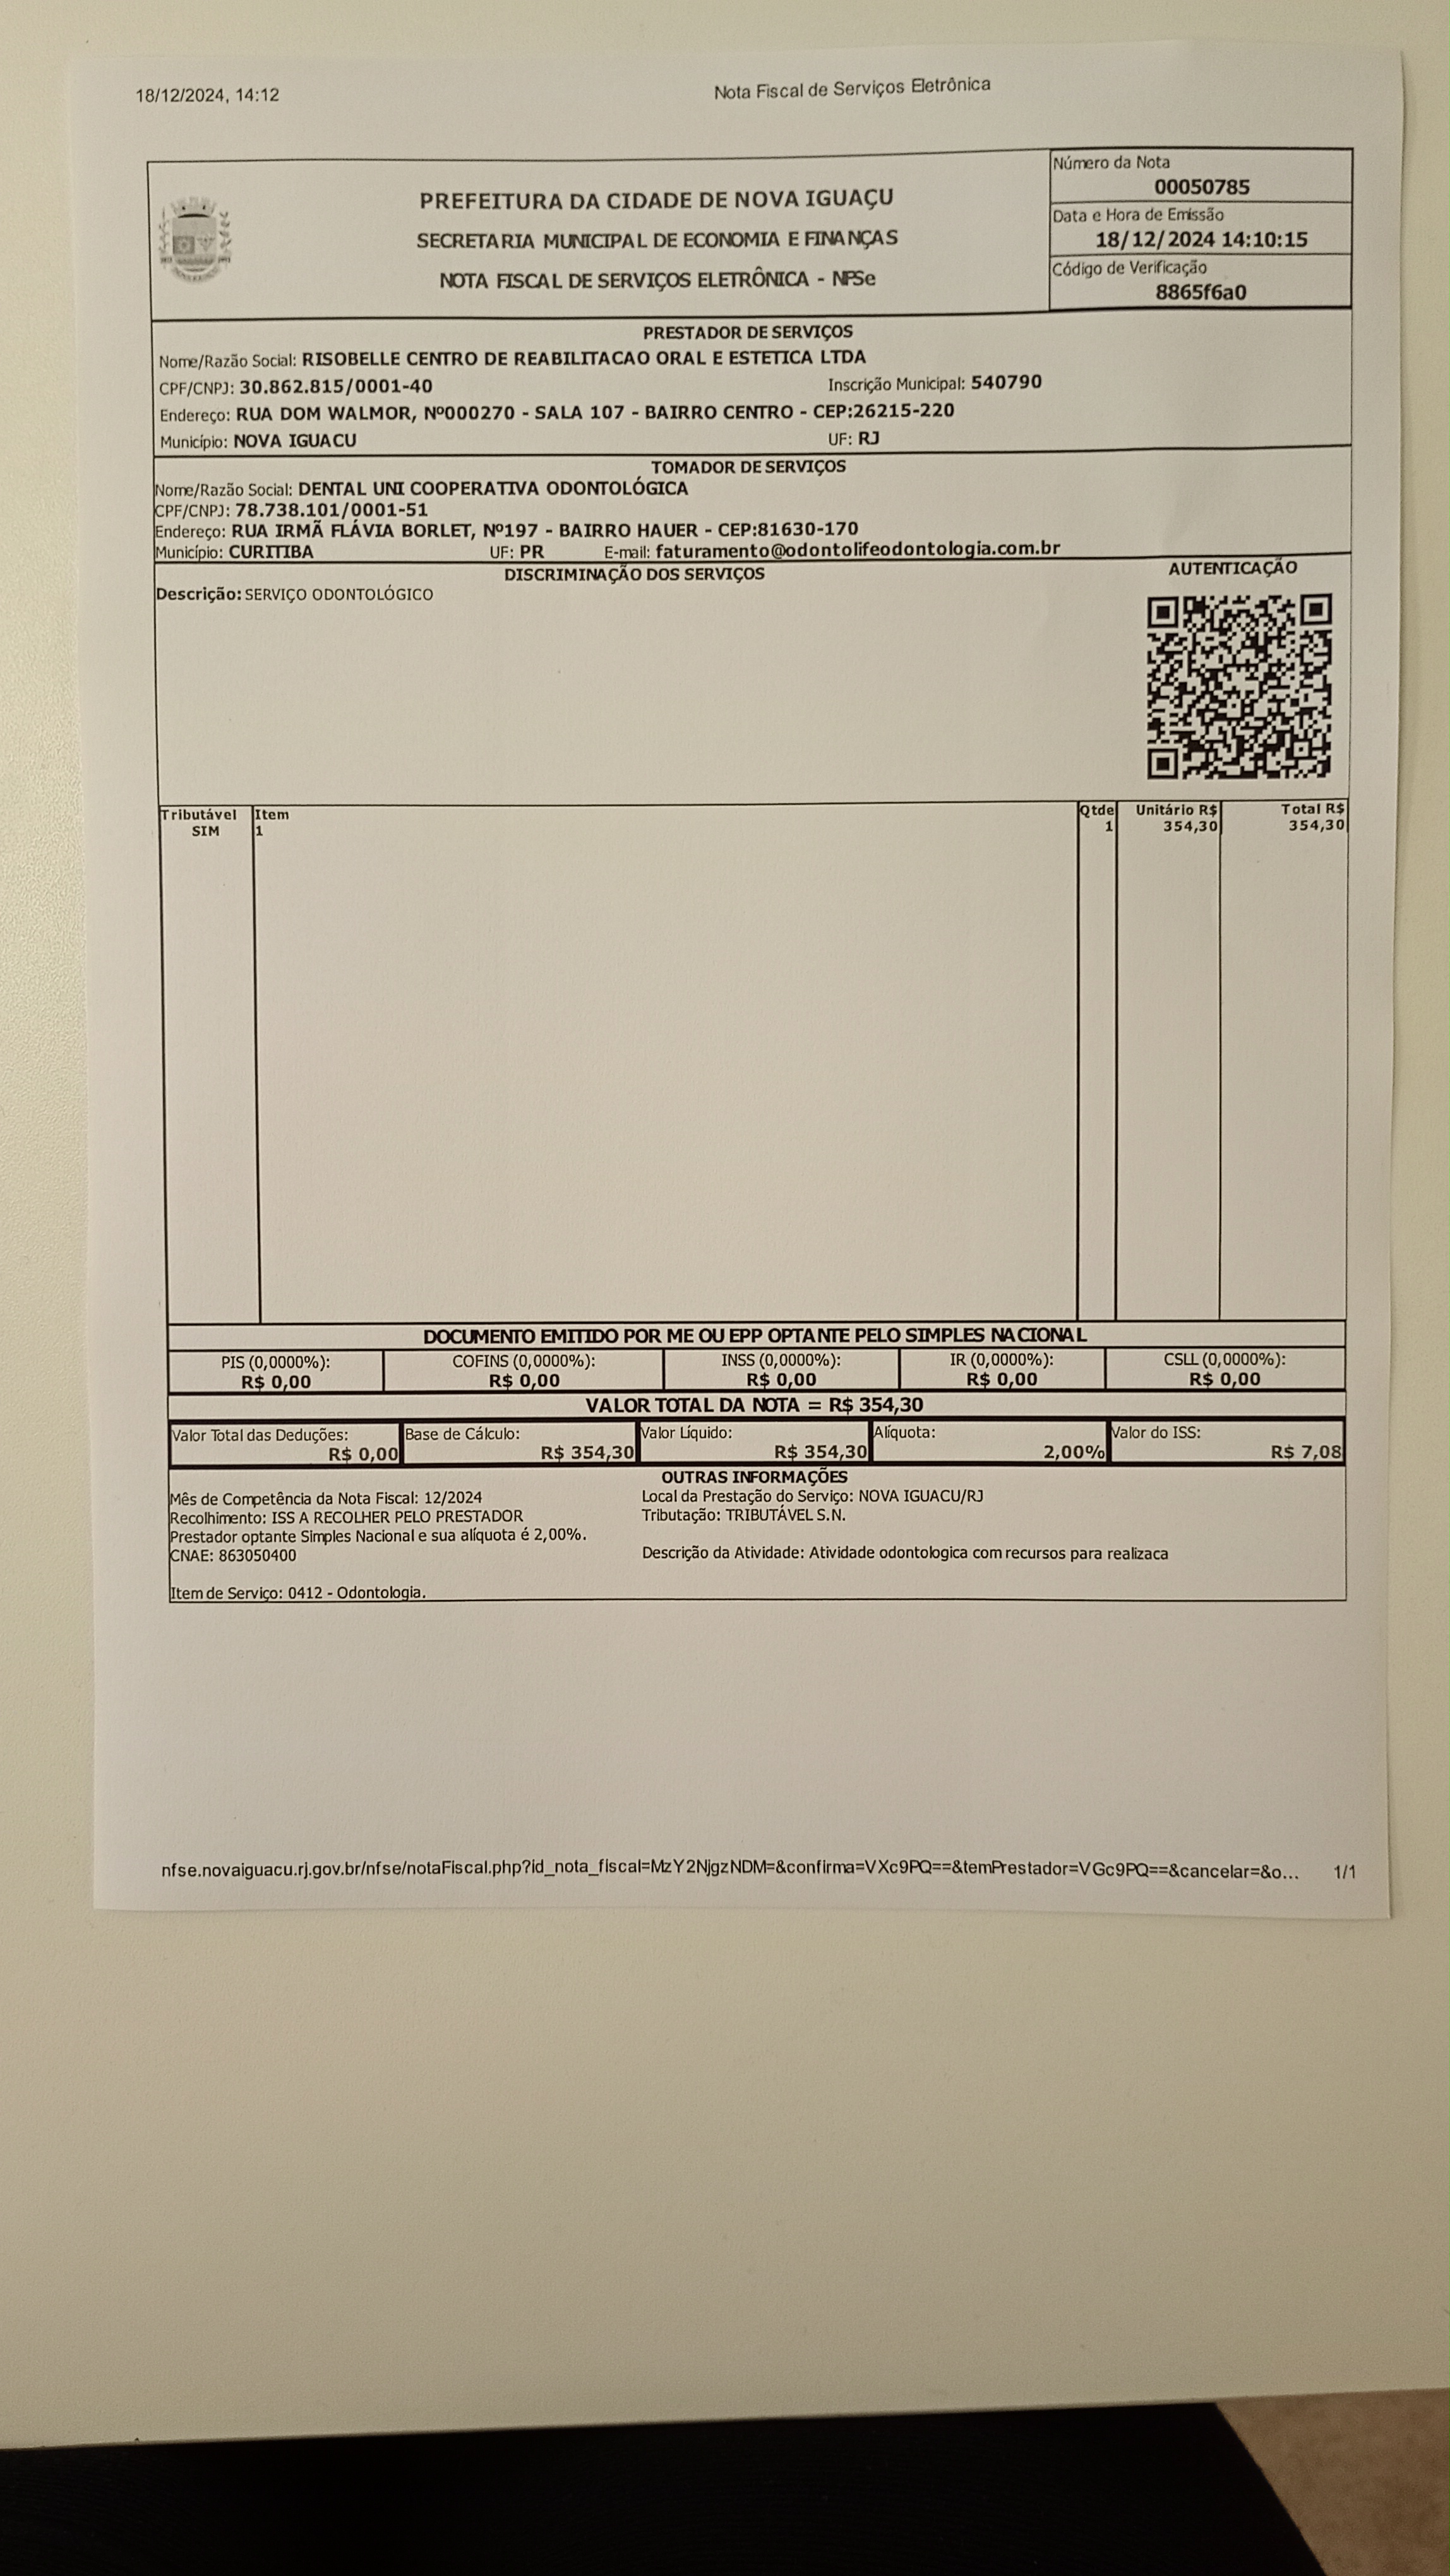 18/12/2024, 14:12 Nota Fiscal de Serviços Eletrônica
PREFEITURA DA CIDADE DE NOVA IGUAÇU
SECRETARIA MUNICIPAL DE ECONOMIA E FINANÇAS
NOTA FISCAL DE SERVIÇOS ELETRÔNICA - NFSe
Número da Nota
00050785
Data e Hora de Emissão
18/12/2024 14:10:15
Código de Verificação
8865f6a0
PRESTADOR DE SERVIÇOS
Nome/Razão Social: RISOBELLE CENTRO DE REABILITACAO ORAL E ESTETICA LTDA
CPF/CNPJ: 30.862.815/0001-40 Inscrição Municipal: 540790
Endereço: RUA DOM WALMOR, Nº000270 - SALA 107 - BAIRRO CENTRO - CEP:26215-220
Município: NOVA IGUACU UF: RJ
TOMADOR DE SERVIÇOS
Nome/Razão Social: DENTAL UNI COOPERATIVA ODONTOLÓGICA
CPF/CNPJ: 78.738.101/0001-51
Endereço: RUA IRMÃ FLÁVIA BORLET, Nº197 - BAIRRO HAUER - CEP:81630-170
Município: CURITIBA UF: PR E-mail: faturamento@odontolifeodontologia.com.br
DISCRIMINAÇÃO DOS SERVIÇOS AUTENTICAÇÃO
Descrição: SERVIÇO ODONTOLÓGICO
Tributável Item Qtde Unitário R$ Total R$
SIM 1 1 354,30 354,30
DOCUMENTO EMITIDO POR ME OU EPP OPTANTE PELO SIMPLES NACIONAL
PIS (0,0000%): COFINS (0,0000%): INSS (0,0000%): IR (0,0000%): CSLL (0,0000%):
R$ 0,00 R$ 0,00 R$ 0,00 R$ 0,00 R$ 0,00
VALOR TOTAL DA NOTA = R$ 354,30
Valor Total das Deduções: Base de Cálculo: Valor Líquido: Alíquota: Valor do ISS:
R$ 0,00 R$ 354,30 R$ 354,30 2,00% R$ 7,08
OUTRAS INFORMAÇÕES
Mês de Competência da Nota Fiscal: 12/2024 Local da Prestação do Serviço: NOVA IGUACU/RJ
Recolhimento: ISS A RECOLHER PELO PRESTADOR Tributação: TRIBUTÁVEL S.N.
Prestador optante Simples Nacional e sua alíquota é 2,00%.
CNAE: 863050400 Descrição da Atividade: Atividade odontologica com recursos para realizaca
Item de Serviço: 0412 - Odontologia.
nfse.novaiguacu.rj.gov.br/nfse/notaFiscal.php?id_nota_fiscal=MzY2NjgzNDM=&confirma=VXc9PQ==&temPrestador=VGc9PQ==&cancelar=&o... 1/1